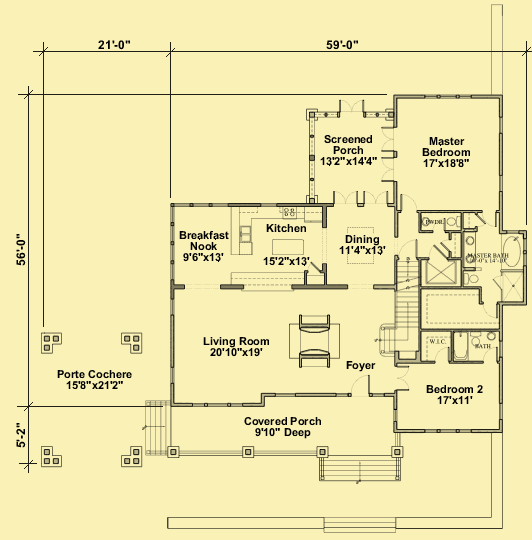 21'-0"
59'-0"
Screened
Porch
13'2"x14'4"
Master
Bedroom
17'x18'8"
56'-0"
Breakfast
Nook
9'6"x13'
Kitchen
15'2"x13'
Dining
11'4"x13'
PWDR.
MASTER BATH
Living Room
20'10"x19'
Foyer
W.I.C.
BATH
Porte Cochere
15'8"x21'2"
Bedroom 2
17'x11'
5'-2"
Covered Porch
9'10" Deep